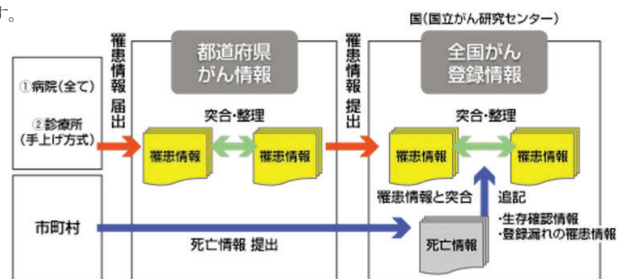 す。
国(国立がん研究センター)
①病院(全て)
②診療所
(手上げ方式)
罹患情報 届出
都道府県
がん情報
突合・整理
罹患情報
罹患情報
罹患情報 提出
全国がん
登録情報
突合・整理
罹患情報
罹患情報
罹患情報と突合
追記
・生存確認情報
・登録漏れの罹患情報
市町村
死亡情報 提出
死亡情報